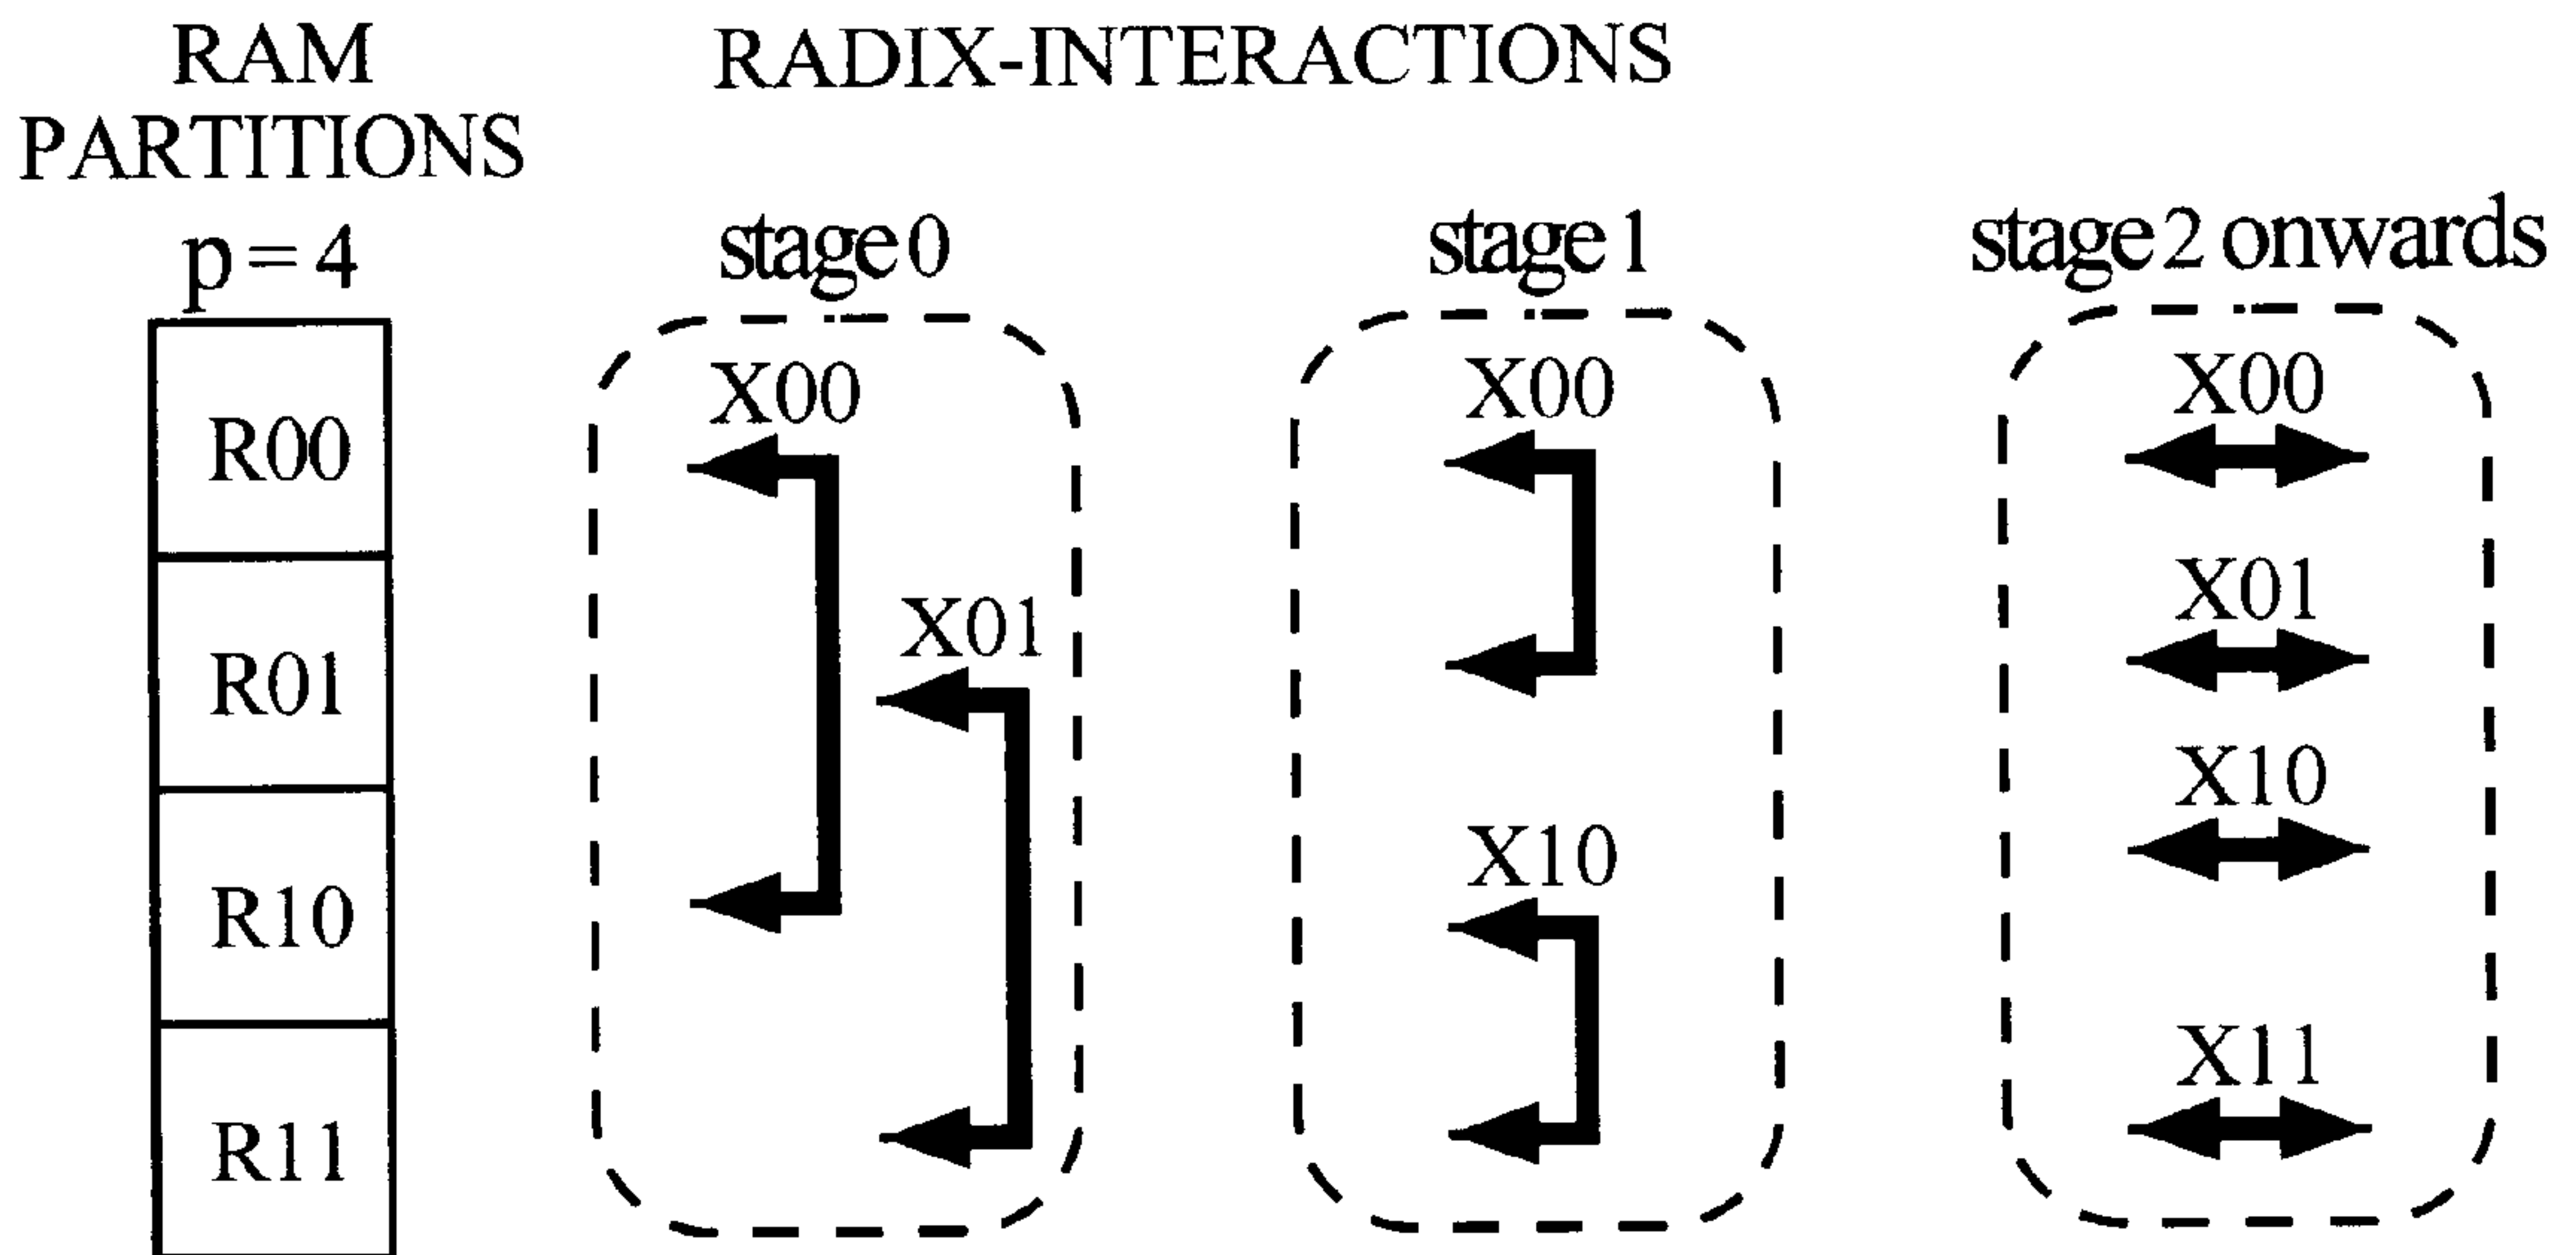 RAM
PARTITIONS
p = 4
R00
R01
R10
R11
RADIX-INTERACTIONS
stage 0
X00
X01
stage 1
X00
X10
stage 2 onwards
X00
X01
X10
X11